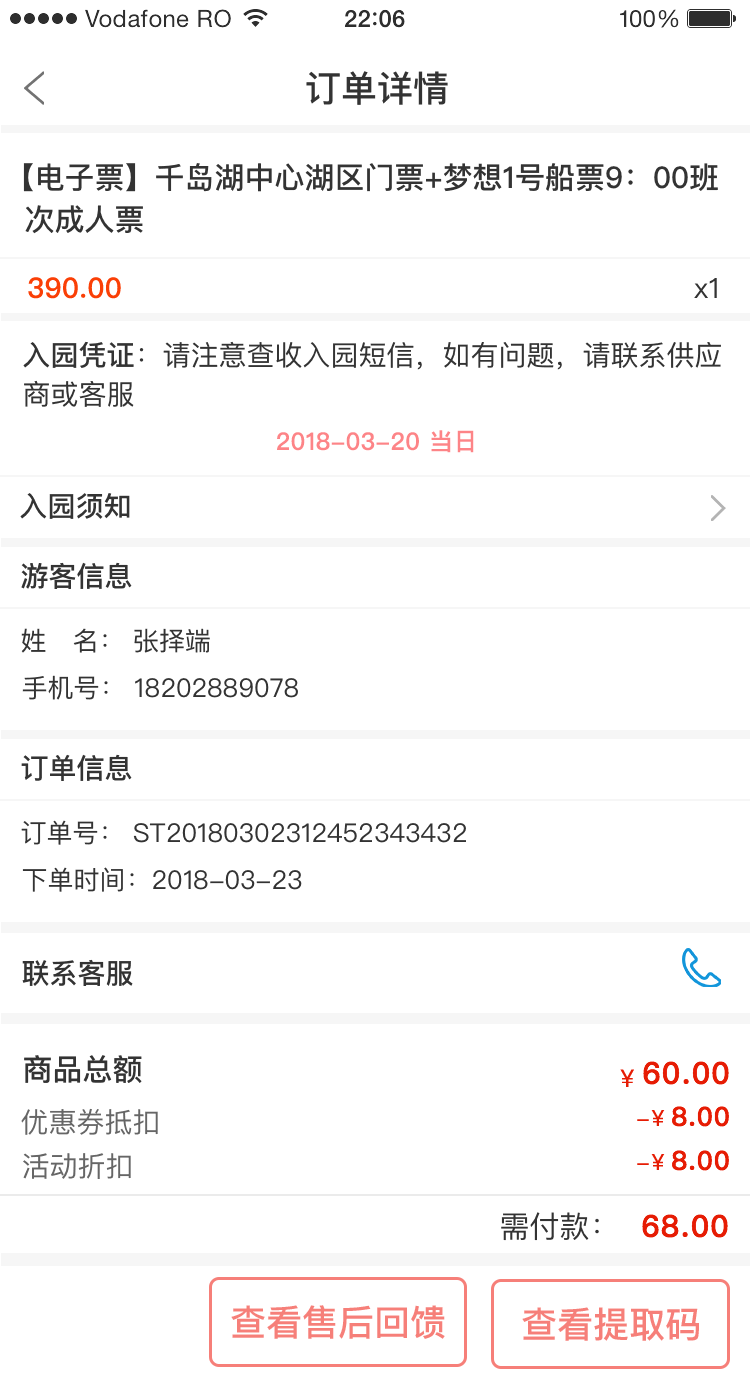 Vodafone RO 22:06 100%
订单详情
【电子票】千岛湖中心湖区门票+梦想1号船票9：00班
次成人票
390.00 x1
入园凭证：请注意查收入园短信，如有问题，请联系供应
商或客服
2018-03-20 当日
入园须知
游客信息
姓 名： 张择端
手机号： 18202889078
订单信息
订单号： ST20180302312452343432
下单时间：2018-03-23
联系客服
商品总额 ¥ 60.00
优惠券抵扣 -¥ 8.00
活动折扣 -¥ 8.00
需付款： 68.00
查看售后回馈 查看提取码